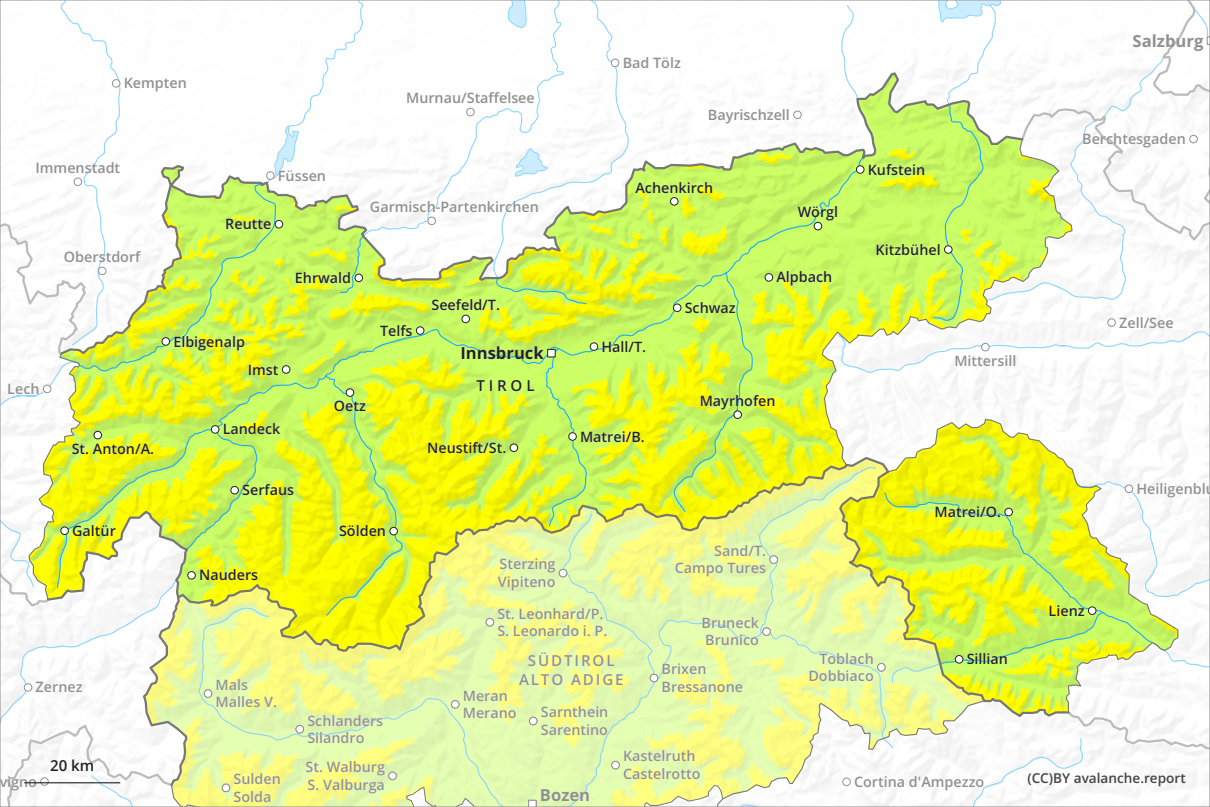 Salzburg
Bad Tölz
Kempten
Murnau/Staffelsee
Bayrischzell
Berchtesgaden
Immenstadt
Füssen
Kufstein
Achenkirch
Garmisch-Partenkirchen
Wörgl
Reutte
Kitzbühel
Oberstdorf
Ehrwald
Alpbach
Seefeld/T.
Schwaz
Telfs
Zell/See
Elbigenalp
Innsbruck
Hall/T.
Mittersill
Imst
TIROL
Lech
Oetz
Mayrhofen
Landeck
Matrei/B.
St. Anton/A.
Neustift/St.
Serfaus
Heiligenblu
Matrei/O.
Galtür
Sölden
Sand/T.
Campo Tures
Sterzing
Vipiteno
Nauders
St. Leonhard/P.
S. Leonardo i. P.
Lienz
Bruneck
Brunico
SÜDTIROL
ALTO ADIGE
Toblach
Dobbiaco
Sillian
Brixen
Bressanone
Zernez
Mals
Malles V.
Meran
Merano
Sarnthein
Sarentino
Schlanders
Silandro
Kastelruth
Castelrotto
20 km
St. Walburg
S. Valburga
vigno
Sulden
Solda
Cortina d'Ampezzo
(CC)BY avalanche.report
Bozen